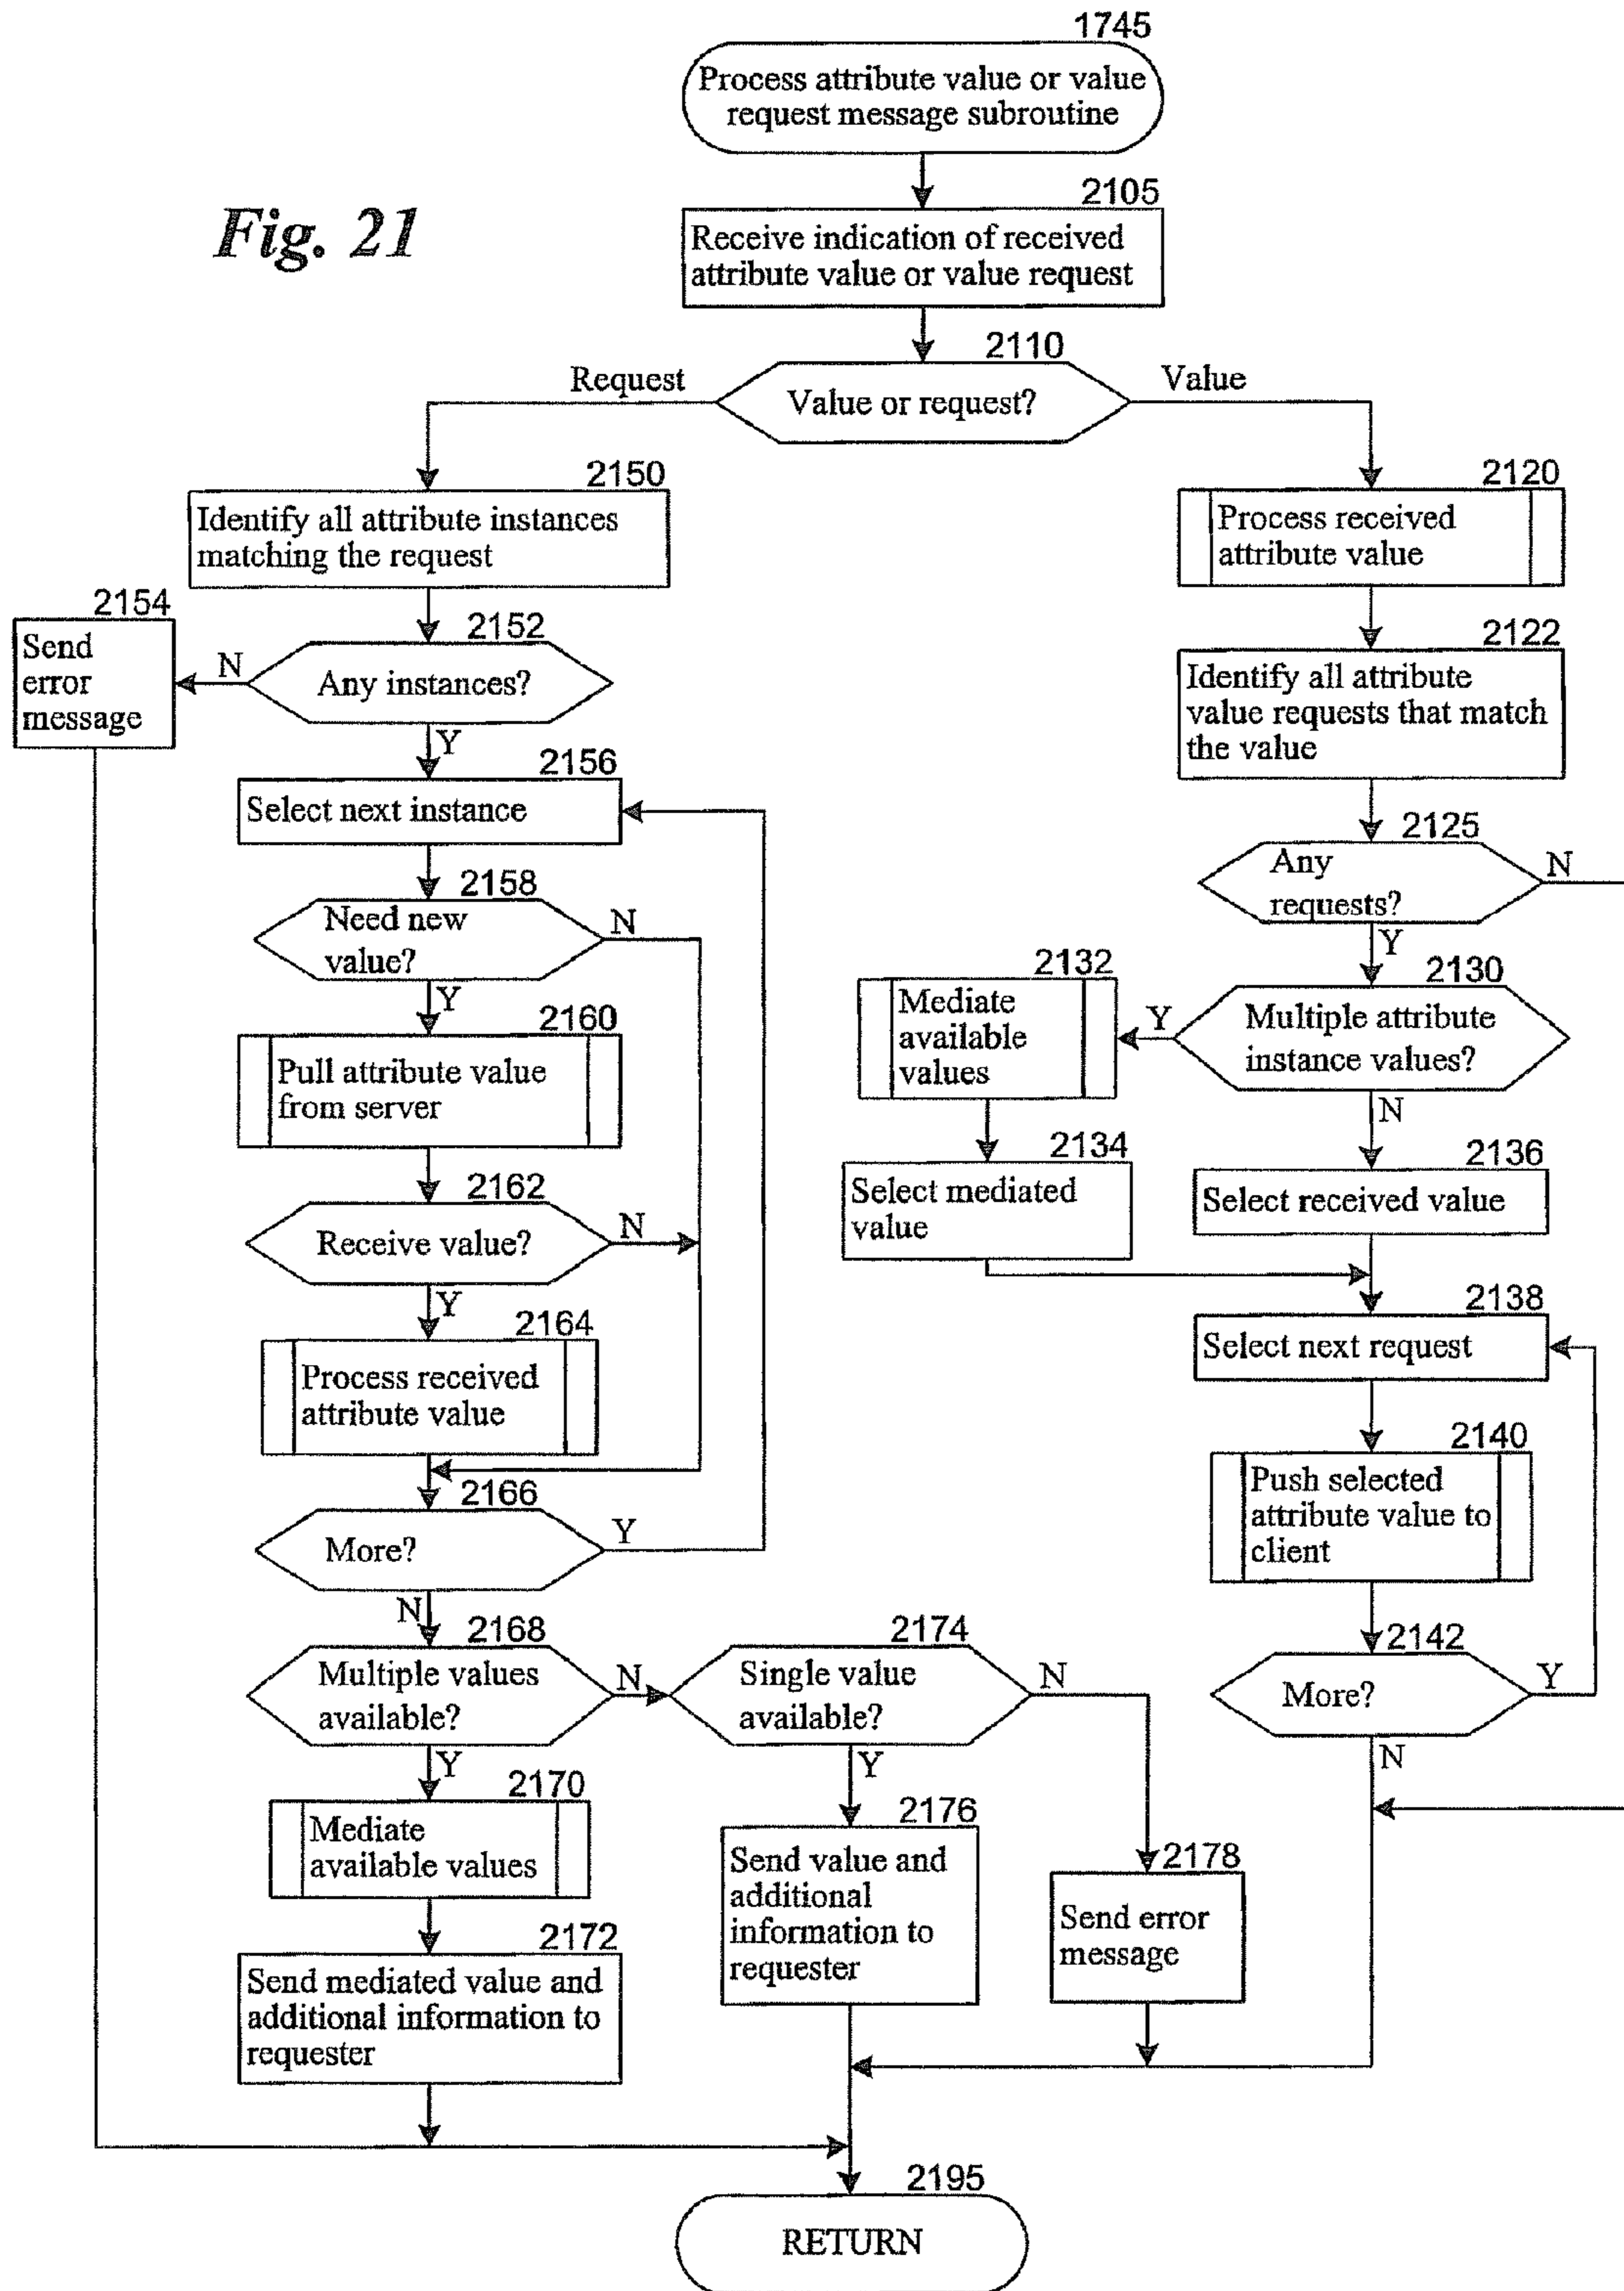 1745
Process attribute value or value
request message subroutine
Fig. 21
2105
Receive indication of received
attribute value or value request
2110
Request
Value or request?
Value
2150
Identify all attribute instances
matching the request
2120
Process received
attribute value
2154
Send
error
message
2152
N
Any instances?
Y
2122
Identify all attribute
value requests that match
the value
2156
Select next instance
2125
Any
requests?
N
Y
2158
Need new
value?
N
Y
2132
Mediate
available
values
2130
Y
Multiple attribute
instance values?
N
2160
Pull attribute value
from server
2134
Select mediated
value
2136
Select received value
2162
Receive value?
N
Y
2138
Select next request
2164
Process received
attribute value
2140
Push selected
attribute value to
client
2166
More?
Y
N
2168
Multiple values
available?
N
Y
2174
Single value
available?
N
Y
2142
More?
Y
N
2170
Mediate
available values
2176
Send value and
additional
information to
requester
2178
Send error
message
2172
Send mediated value and
additional information to
requester
2195
RETURN